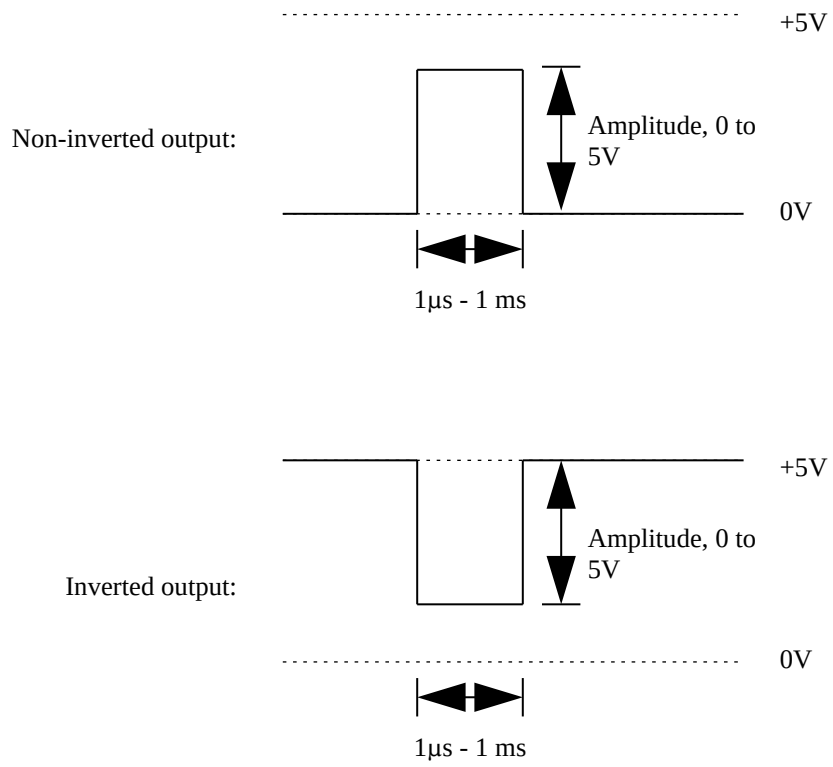 +5V
Non-inverted output:
Amplitude, 0 to
5V
0V
1μs - 1 ms
+5V
Amplitude, 0 to
5V
Inverted output:
0V
1μs - 1 ms